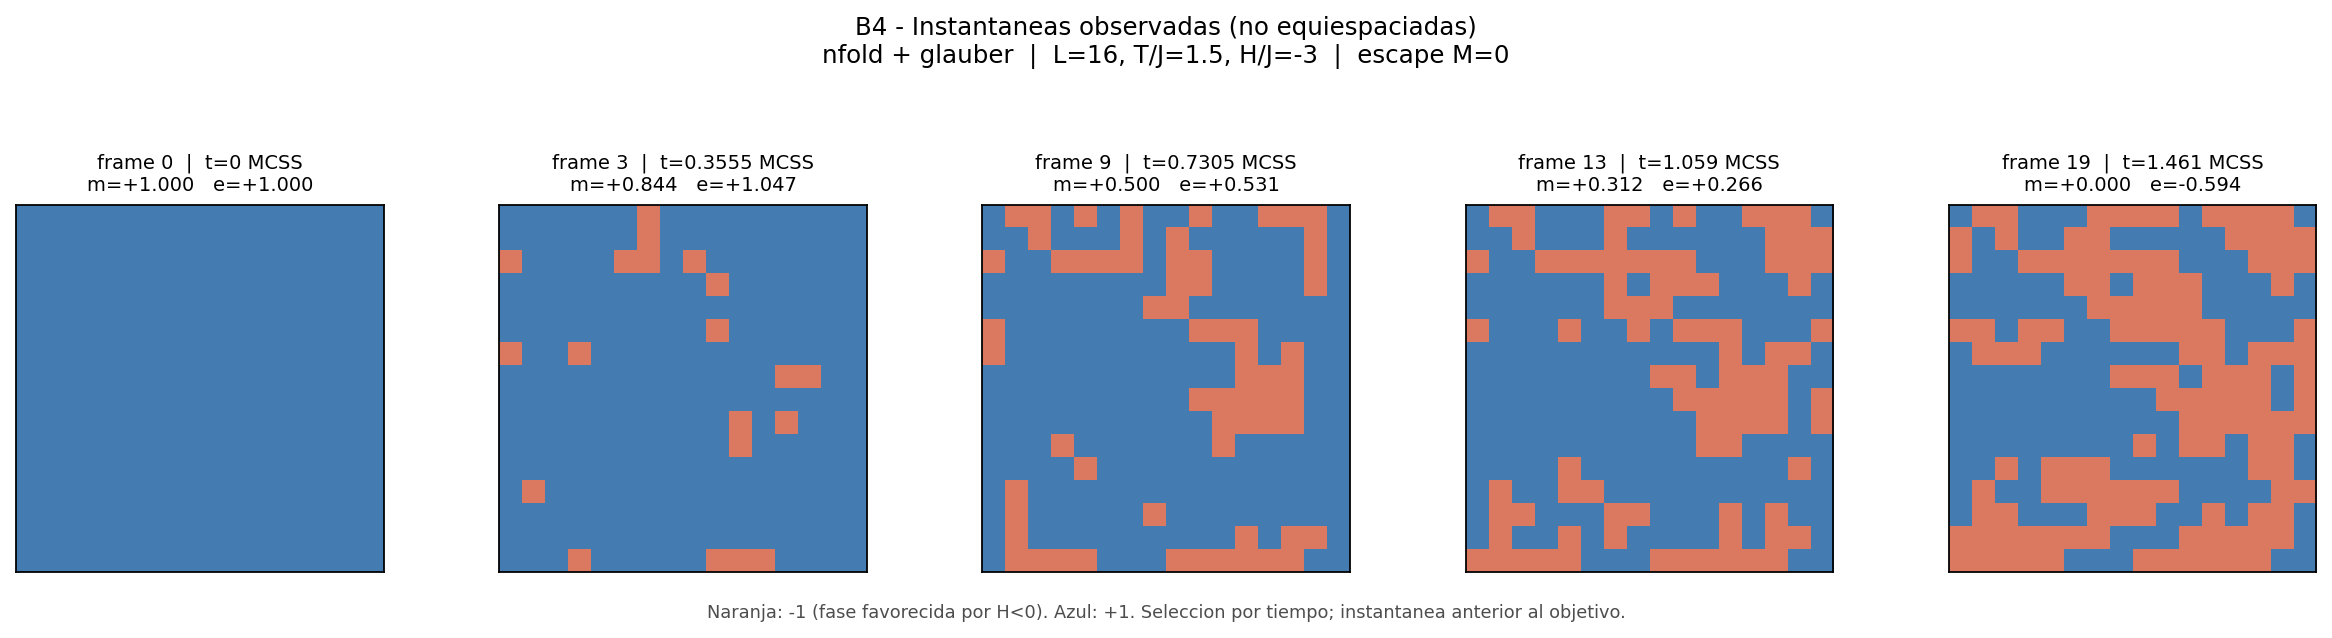 B4 - Instantaneas observadas (no equiespaciadas)
nfold + glauber | L=16, T/J=1.5, H/J=-3 | escape M=0
frame 0 | t=0 MCSS
m=+1.000 e=+1.000
frame 3 | t=0.3555 MCSS
m=+0.844 e=+1.047
frame 9 | t=0.7305 MCSS
m=+0.500 e=+0.531
frame 13 | t=1.059 MCSS
m=+0.312 e=+0.266
frame 19 | t=1.461 MCSS
m=+0.000 e=-0.594
Naranja: -1 (fase favorecida por H<0). Azul: +1. Seleccion por tiempo; instantanea anterior al objetivo.